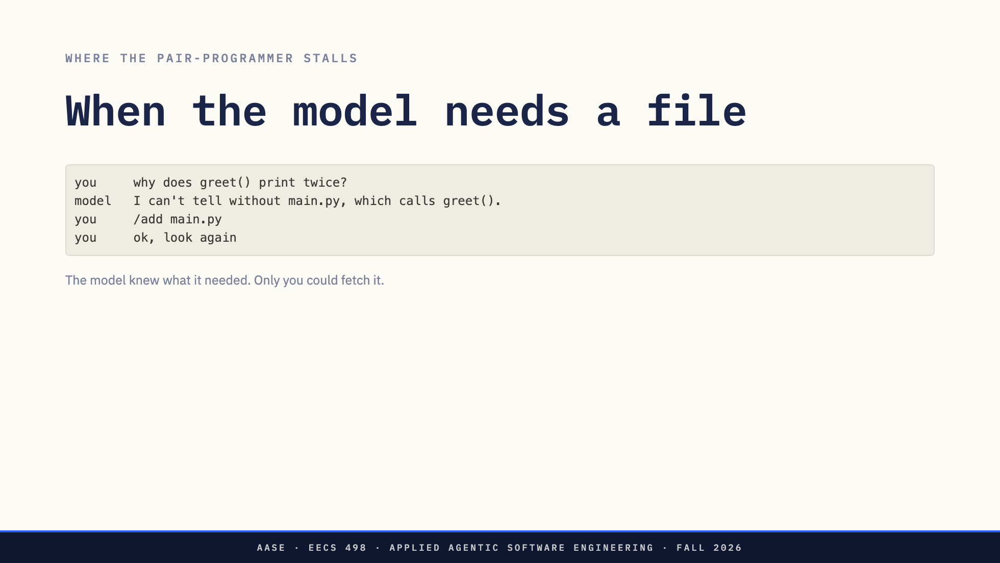 WHERE THE PAIR-PROGRAMMER STALLS
When the model needs a file
you     why does greet() print twice?
model   I can't tell without main.py, which calls greet().
you     /add main.py
you     ok, look again
The model knew what it needed. Only you could fetch it.
AASE · EECS 498 · APPLIED AGENTIC SOFTWARE ENGINEERING · FALL 2026